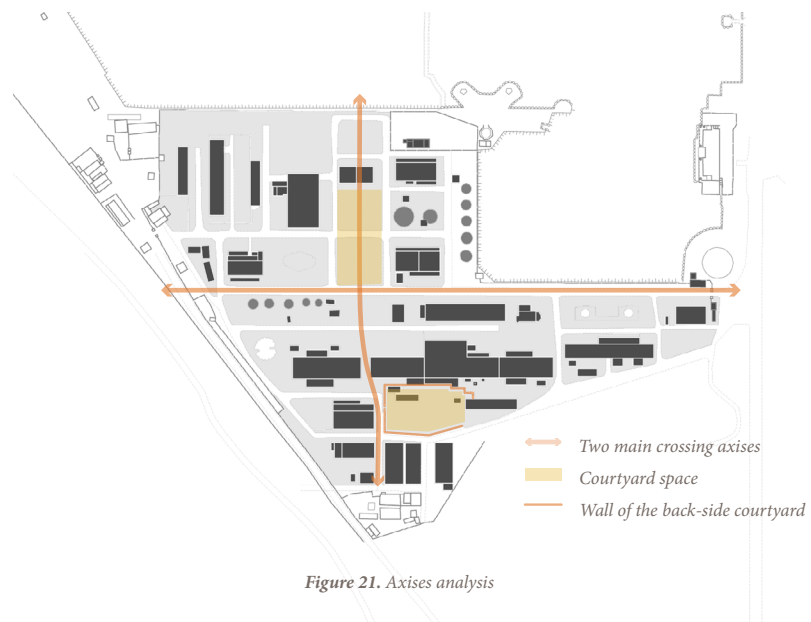 Two main crossing axises
Courtyard space
Wall of the back-side courtyard
Figure 21. Axises analysis